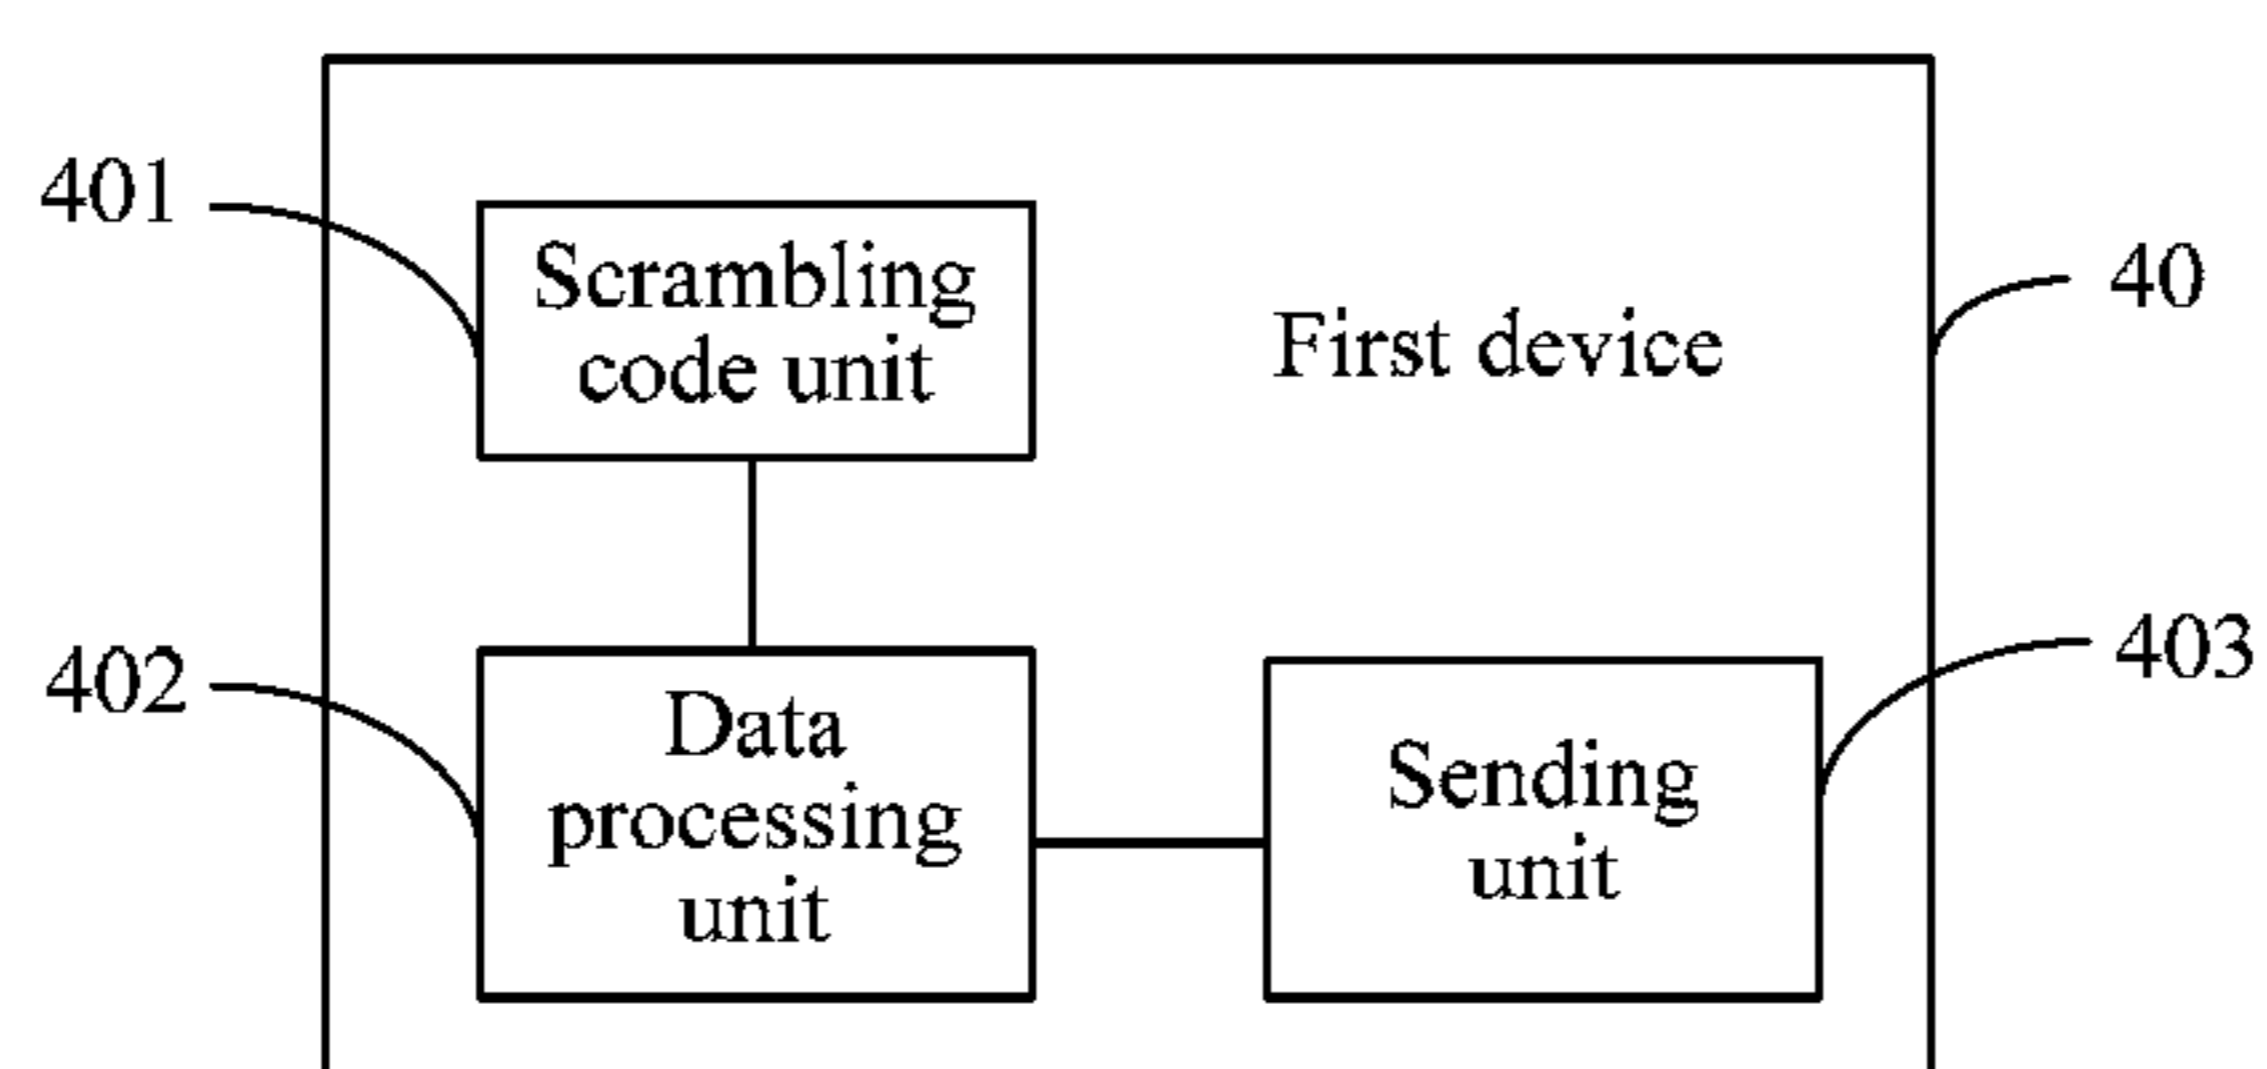 401
Scrambling
code unit
First device
40
402
Data
processing
unit
Sending
unit
403